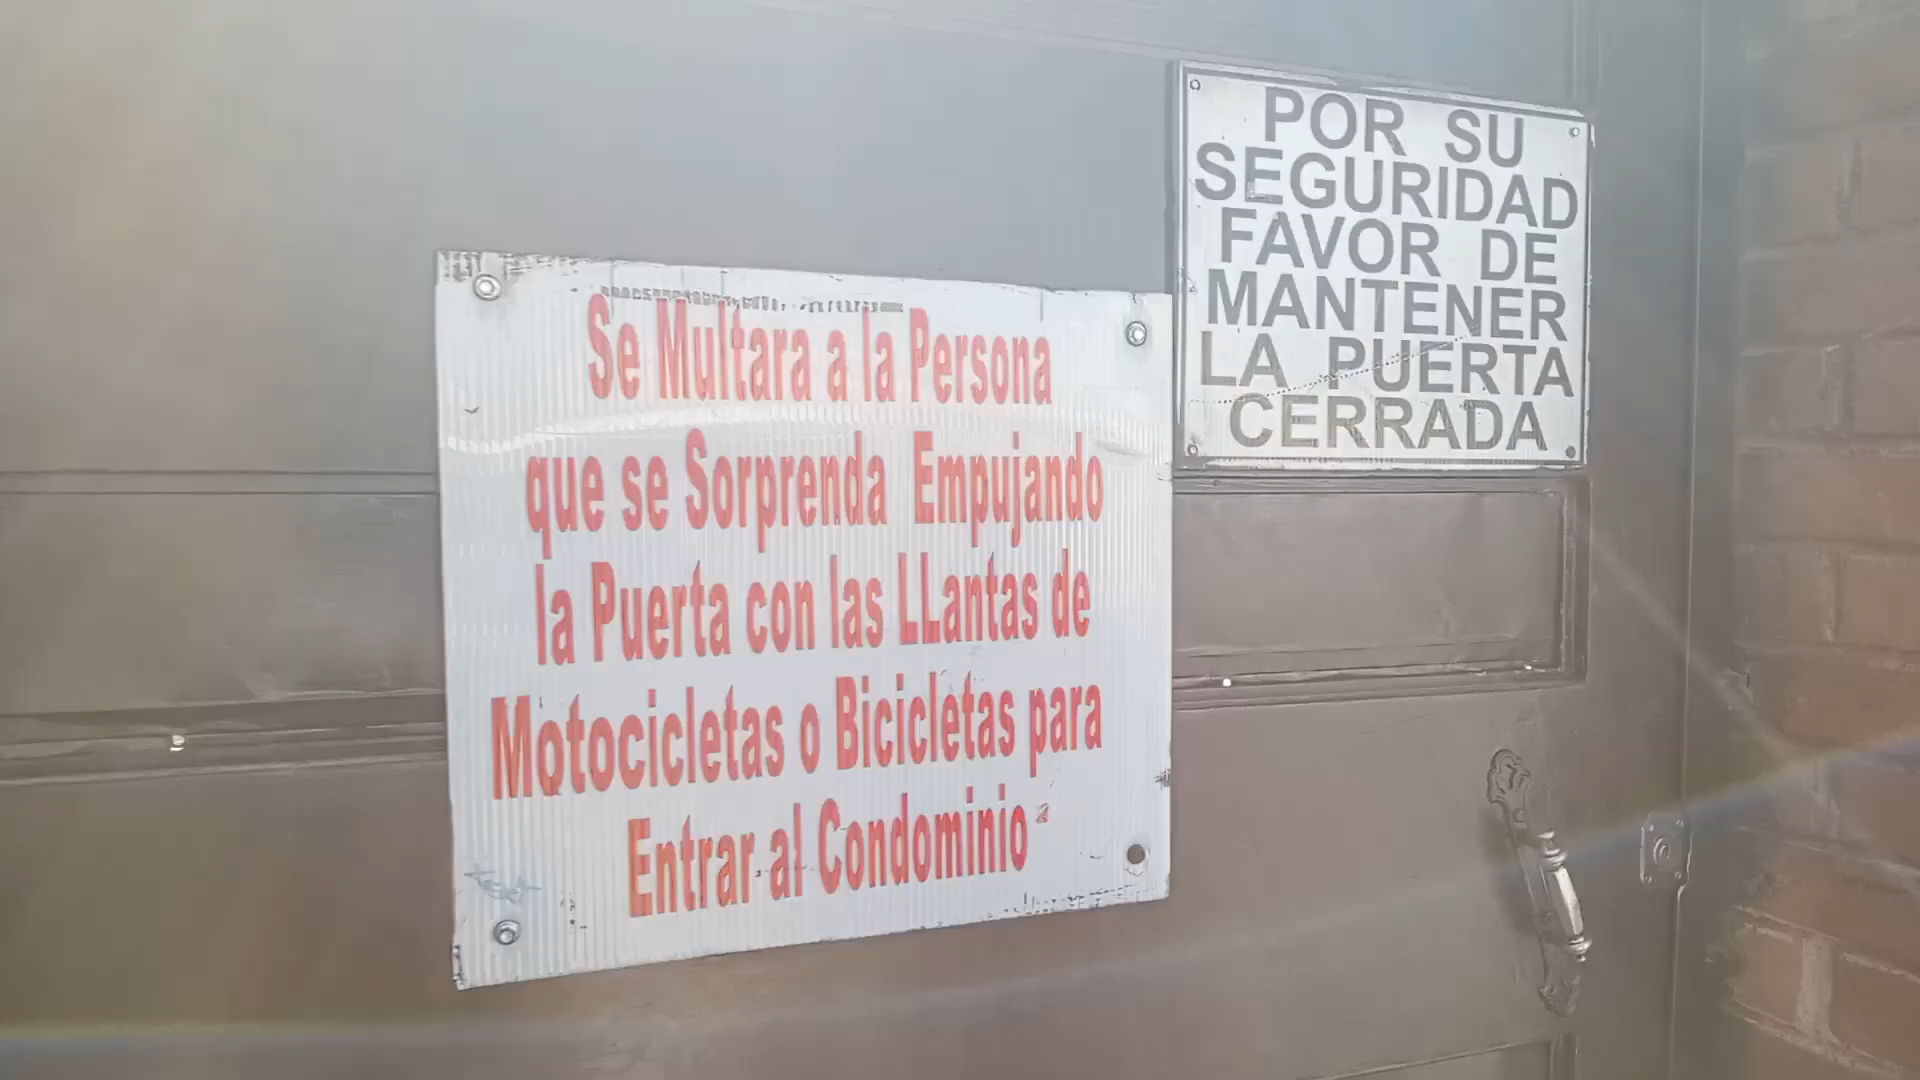 Se Multara a la Persona
que se Sorprenda Empujando
la Puerta con las LLantas de
Motocicletas o Bicicletas para
Entrar al Condominio
POR SU
SEGURIDAD
FAVOR DE
MANTENER
LA PUERTA
CERRADA